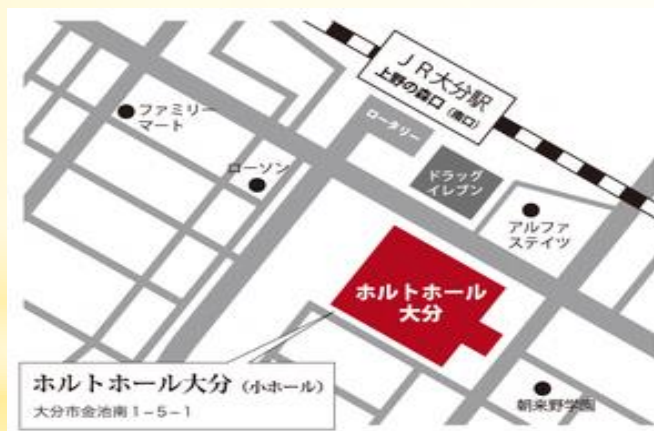 JR大分駅
上野の森口(南口)
ファミリー
マート
ロータリー
ローソン
ドラッグ
イレブン
アルファ
ステイツ
ホルトホール
大分
ホルトホール大分(小ホール)
大分市金池南1-5-1
朝来野学園